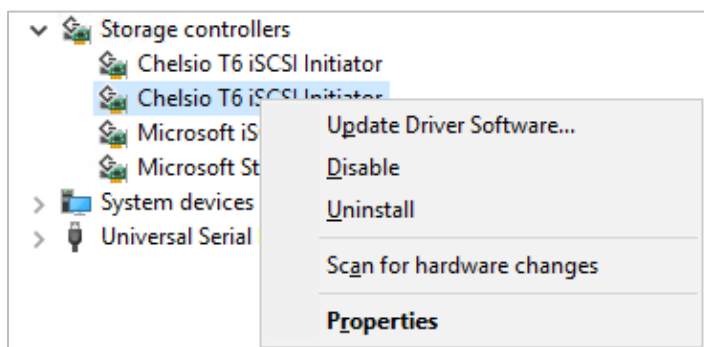 Storage controllers
Chelsio T6 iSCSI Initiator
Chelsio T6 iSCSI Initiator
Microsoft iS
Microsoft St
System devices
Universal Serial
Update Driver Software...
Disable
Uninstall
Scan for hardware changes
Properties